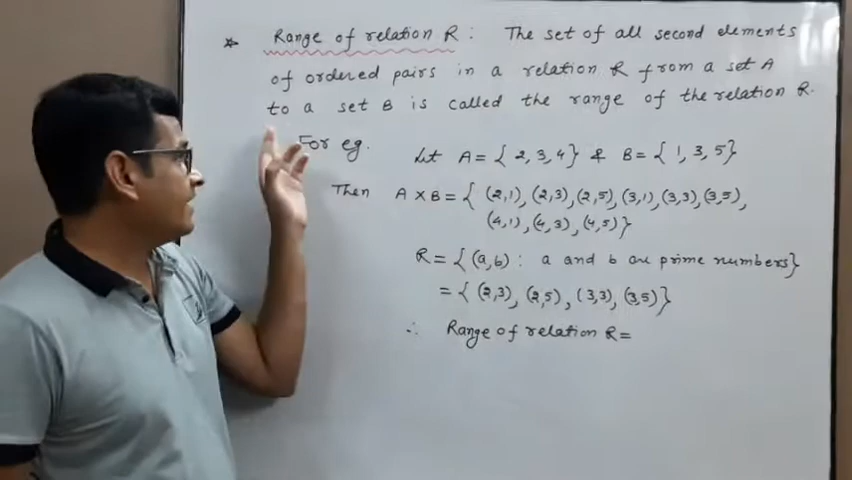 * Range of relation R : The set of all second elements
of ordered pairs in a relation R from a set A
to a set B is called the range of the relation R.
For eg. Let A = { 2, 3, 4 } & B = { 1, 3, 5 }
Then A × B = { (2,1), (2,3), (2,5), (3,1), (3,3), (3,5),
(4,1), (4,3), (4,5) }
R = { (a,b) : a and b are prime numbers }
= { (2,3), (2,5), (3,3), (3,5) }
∴ Range of relation R =